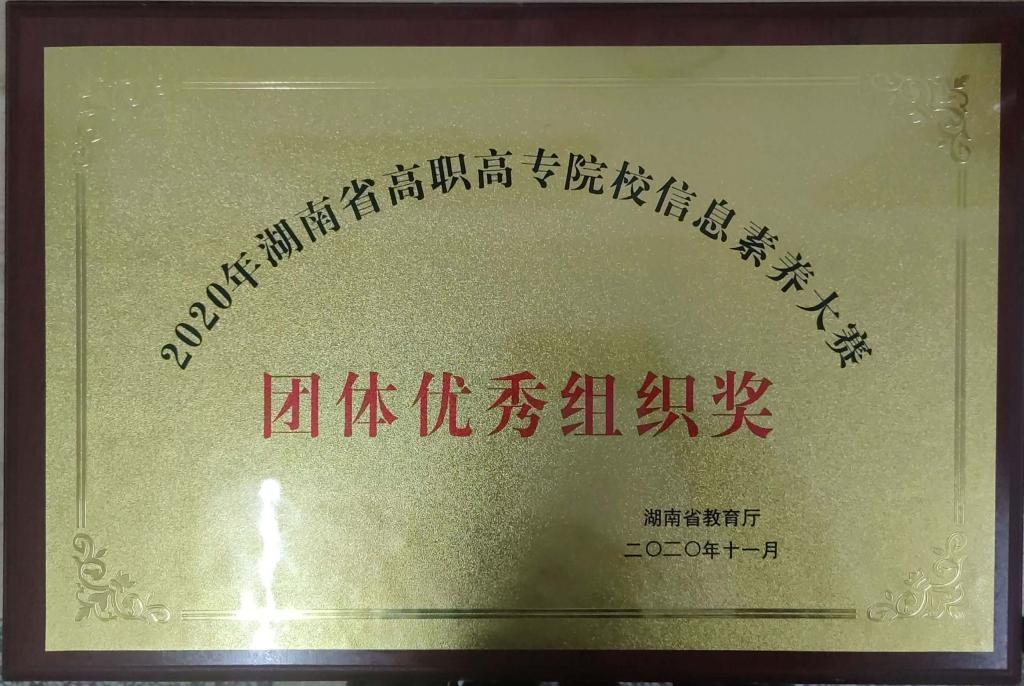 2020年湖南省高职高专院校信息素养大赛
团体优秀组织奖
湖南省教育厅
二〇二〇年十一月